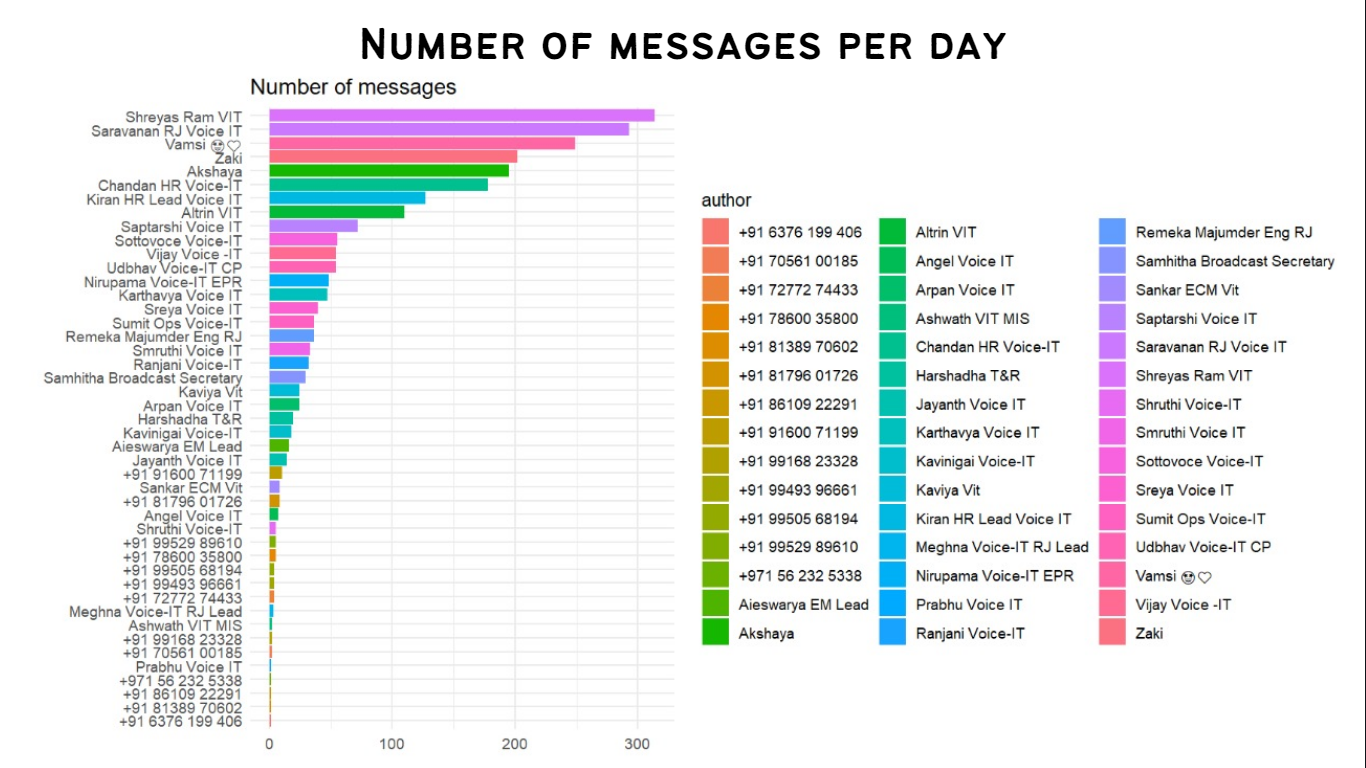 NUMBER OF MESSAGES PER DAY
Number of messages
Shreyas Ram VIT
Saravanan RJ Voice IT
Vamsi 😍♡
Zaki
Akshaya
Chandan HR Voice-IT
Kiran HR Lead Voice IT
Altrin VIT
Saptarshi Voice IT
Sottovoce Voice-IT
Vijay Voice -IT
Udbhav Voice-IT CP
Nirupama Voice-IT EPR
Karthavya Voice IT
Sreya Voice IT
Sumit Ops Voice-IT
Remeka Majumder Eng RJ
Smruthi Voice IT
Ranjani Voice-IT
Samhitha Broadcast Secretary
Kaviya Vit
Arpan Voice IT
Harshadha T&R
Kavinigai Voice-IT
Aieswarya EM Lead
Jayanth Voice IT
+91 91600 71199
Sankar ECM Vit
+91 81796 01726
Angel Voice IT
Shruthi Voice-IT
+91 99529 89610
+91 78600 35800
+91 99505 68194
+91 99493 96661
+91 72772 74433
Meghna Voice-IT RJ Lead
Ashwath VIT MIS
+91 99168 23328
+91 70561 00185
Prabhu Voice IT
+971 56 232 5338
+91 86109 22291
+91 81389 70602
+91 6376 199 406
0 100 200 300
author
+91 6376 199 406
+91 70561 00185
+91 72772 74433
+91 78600 35800
+91 81389 70602
+91 81796 01726
+91 86109 22291
+91 91600 71199
+91 99168 23328
+91 99493 96661
+91 99505 68194
+91 99529 89610
+971 56 232 5338
Aieswarya EM Lead
Akshaya
Altrin VIT
Angel Voice IT
Arpan Voice IT
Ashwath VIT MIS
Chandan HR Voice-IT
Harshadha T&R
Jayanth Voice IT
Karthavya Voice IT
Kavinigai Voice-IT
Kaviya Vit
Kiran HR Lead Voice IT
Meghna Voice-IT RJ Lead
Nirupama Voice-IT EPR
Prabhu Voice IT
Ranjani Voice-IT
Remeka Majumder Eng RJ
Samhitha Broadcast Secretary
Sankar ECM Vit
Saptarshi Voice IT
Saravanan RJ Voice IT
Shreyas Ram VIT
Shruthi Voice-IT
Smruthi Voice IT
Sottovoce Voice-IT
Sreya Voice IT
Sumit Ops Voice-IT
Udbhav Voice-IT CP
Vamsi 😍♡
Vijay Voice -IT
Zaki